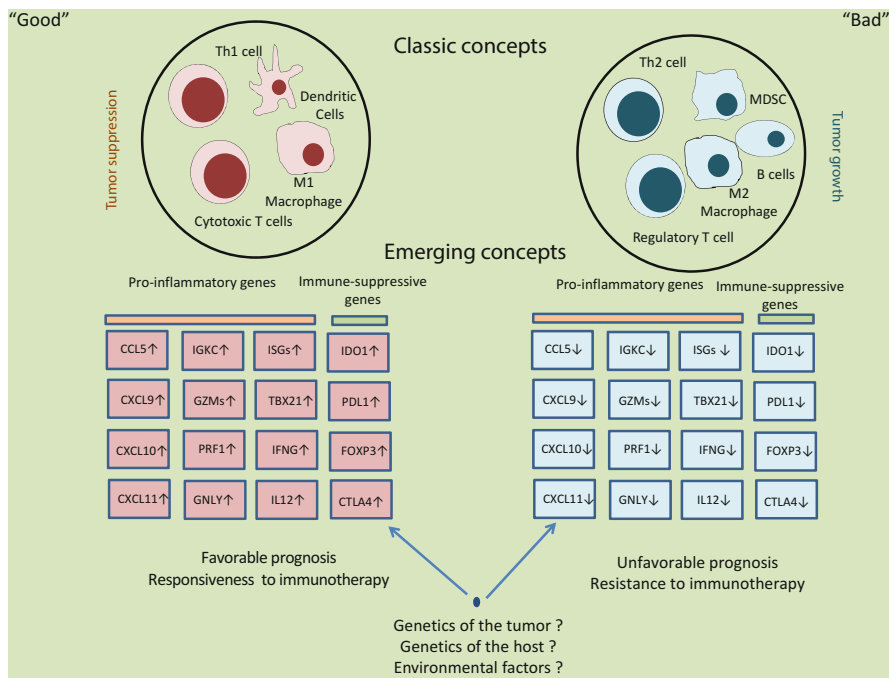 “Good”
“Bad”
Classic concepts
Tumor suppression
Th1 cell
Dendritic
Cells
M1
Macrophage
Cytotoxic T cells
Th2 cell
MDSC
B cells
M2
Macrophage
Regulatory T cell
Tumor growth
Emerging concepts
Pro-inflammatory genes
Immune-suppressive
genes
CCL5↑ IGKC↑ ISGs↑ IDO1↑
CXCL9↑ GZMs↑ TBX21↑ PDL1↑
CXCL10↑ PRF1↑ IFNG↑ FOXP3↑
CXCL11↑ GNLY↑ IL12↑ CTLA4↑
Favorable prognosis
Responsiveness to immunotherapy
Pro-inflammatory genes
Immune-suppressive
genes
CCL5↓ IGKC↓ ISGs↓ IDO1↓
CXCL9↓ GZMs↓ TBX21↓ PDL1↓
CXCL10↓ PRF1↓ IFNG↓ FOXP3↓
CXCL11↓ GNLY↓ IL12↓ CTLA4↓
Unfavorable prognosis
Resistance to immunotherapy
Genetics of the tumor ?
Genetics of the host ?
Environmental factors ?